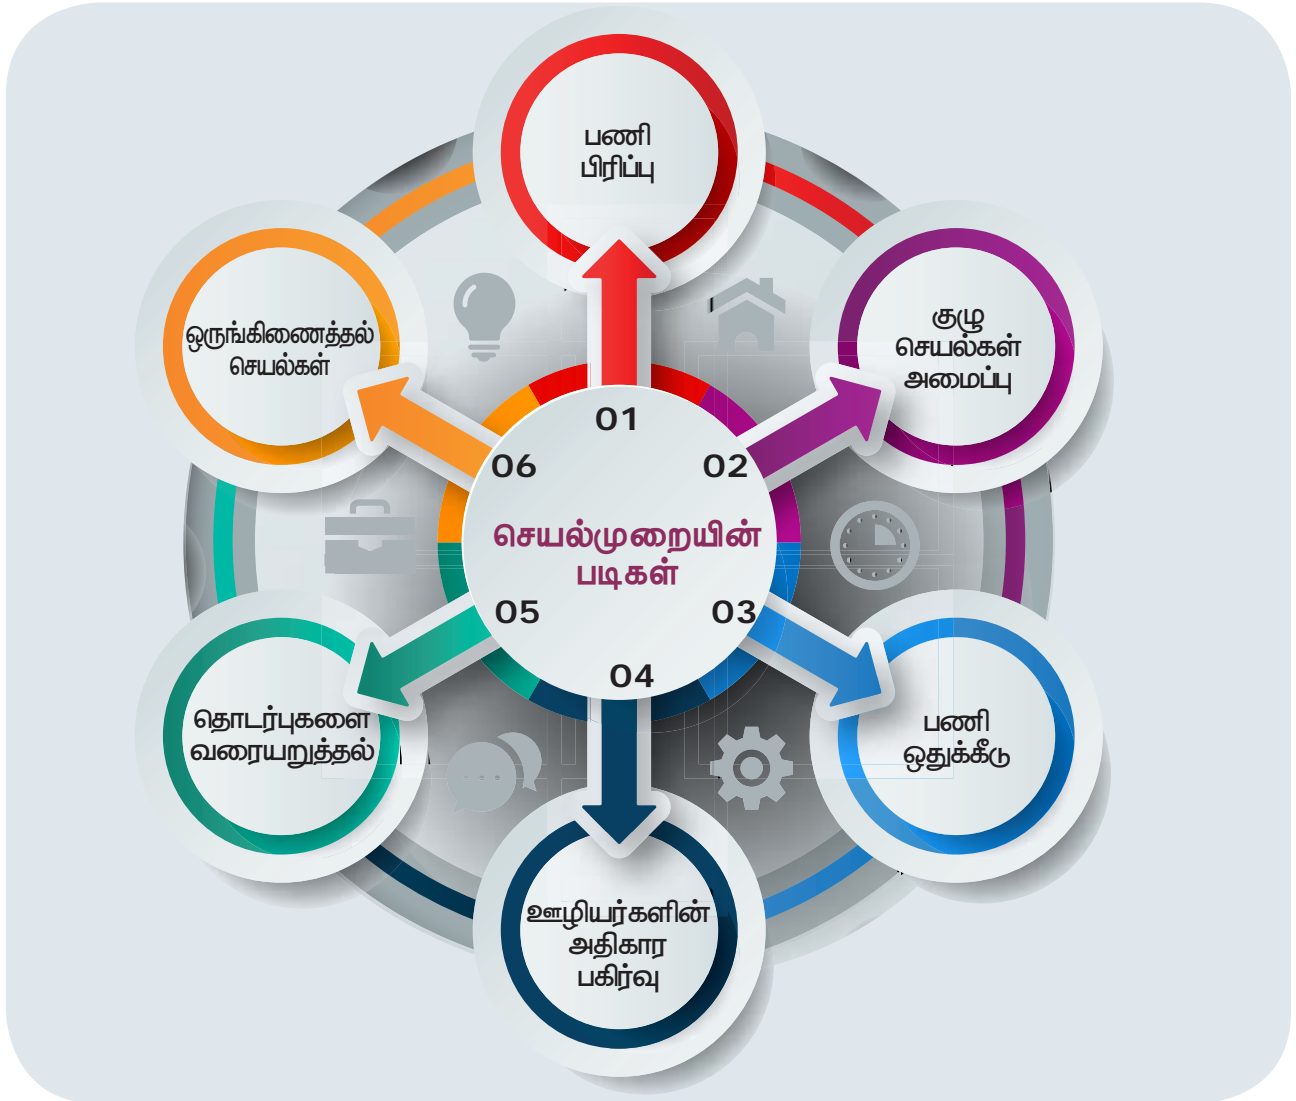 பணி
பிரிப்பு
குழு
செயல்கள்
அமைப்பு
பணி
ஒதுக்கீடு
ஊழியர்களின்
அதிகார
பகிர்வு
தொடர்புகளை
வரையறுத்தல்
ஒருங்கிணைத்தல்
செயல்கள்
01
02
03
04
05
06
செயல்முறையின்
படிகள்